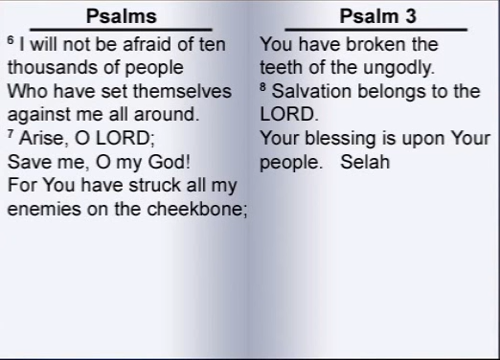 Psalms
⁶ I will not be afraid of ten
thousands of people
Who have set themselves
against me all around.
⁷ Arise, O LORD;
Save me, O my God!
For You have struck all my
enemies on the cheekbone;
Psalm 3
You have broken the
teeth of the ungodly.
⁸ Salvation belongs to the
LORD.
Your blessing is upon Your
people. Selah